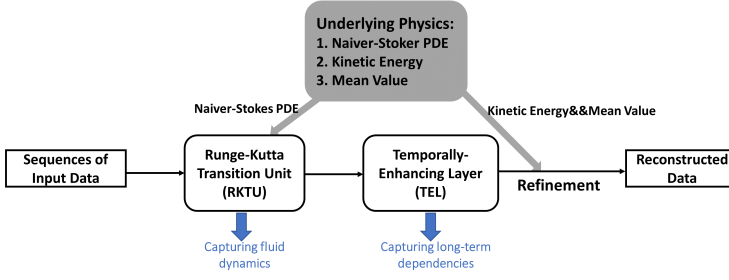 Underlying Physics:
1. Naiver-Stoker PDE
2. Kinetic Energy
3. Mean Value
Naiver-Stokes PDE
Kinetic Energy&&Mean Value
Sequences of
Input Data
Runge-Kutta
Transition Unit
(RKTU)
Temporally-
Enhancing Layer
(TEL)
Refinement
Reconstructed
Data
Capturing fluid
dynamics
Capturing long-term
dependencies